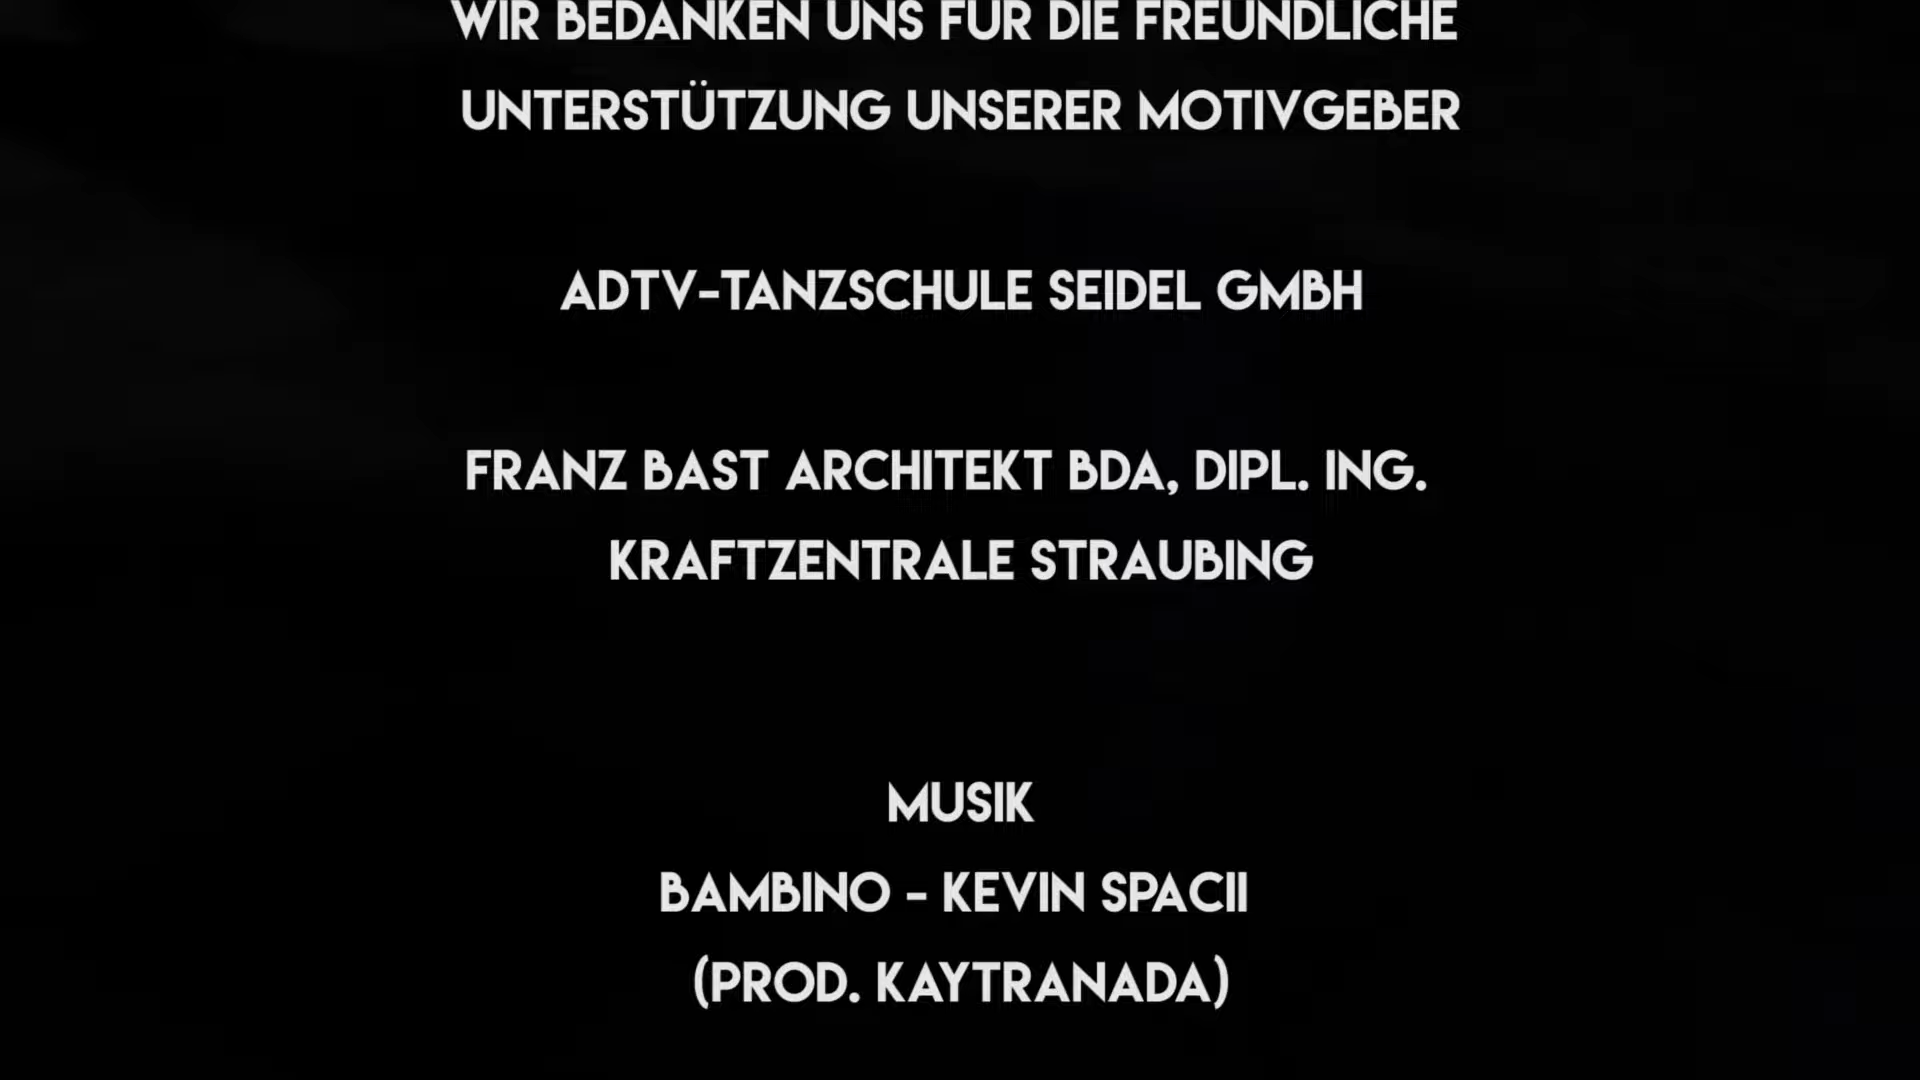 WIR BEDANKEN UNS FÜR DIE FREUNDLICHE
UNTERSTÜTZUNG UNSERER MOTIVGEBER
ADTV-TANZSCHULE SEIDEL GMBH
FRANZ BAST ARCHITEKT BDA, DIPL. ING.
KRAFTZENTRALE STRAUBING
MUSIK
BAMBINO - KEVIN SPACII
(PROD. KAYTRANADA)